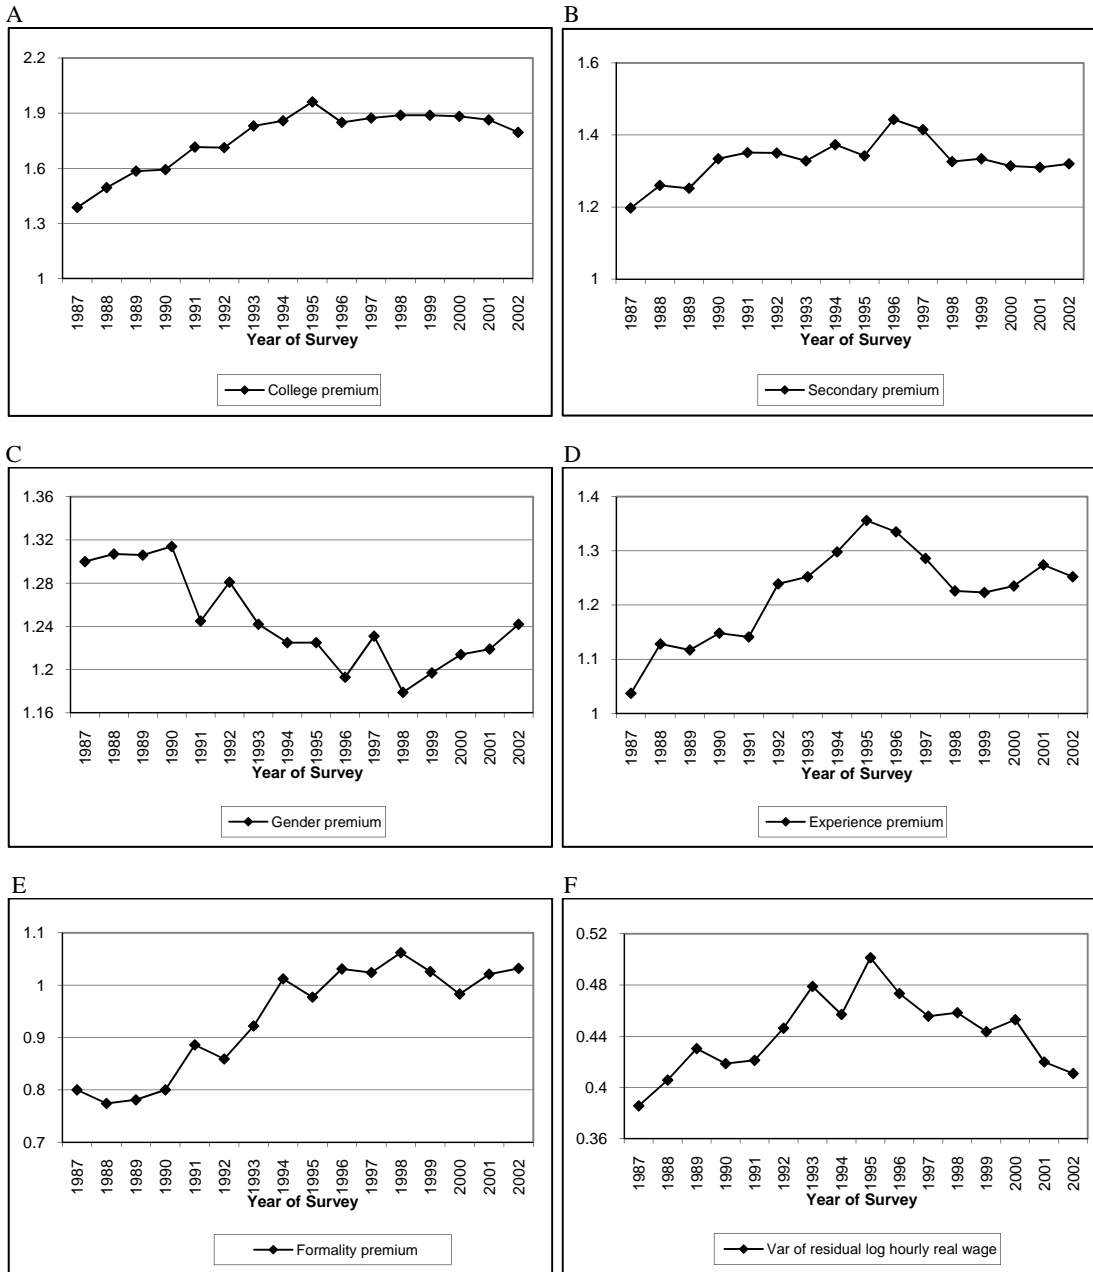 A
2.2
1.9
1.6
1.3
1
1987 1988 1989 1990 1991 1992 1993 1994 1995 1996 1997 1998 1999 2000 2001 2002
Year of Survey
College premium
B
1.6
1.4
1.2
1
1987 1988 1989 1990 1991 1992 1993 1994 1995 1996 1997 1998 1999 2000 2001 2002
Year of Survey
Secondary premium
C
1.36
1.32
1.28
1.24
1.2
1.16
1987 1988 1989 1990 1991 1992 1993 1994 1995 1996 1997 1998 1999 2000 2001 2002
Year of Survey
Gender premium
D
1.4
1.3
1.2
1.1
1
1987 1988 1989 1990 1991 1992 1993 1994 1995 1996 1997 1998 1999 2000 2001 2002
Year of Survey
Experience premium
E
1.1
1
0.9
0.8
0.7
1987 1988 1989 1990 1991 1992 1993 1994 1995 1996 1997 1998 1999 2000 2001 2002
Year of Survey
Formality premium
F
0.52
0.48
0.44
0.4
0.36
1987 1988 1989 1990 1991 1992 1993 1994 1995 1996 1997 1998 1999 2000 2001 2002
Year of Survey
Var of residual log hourly real wage